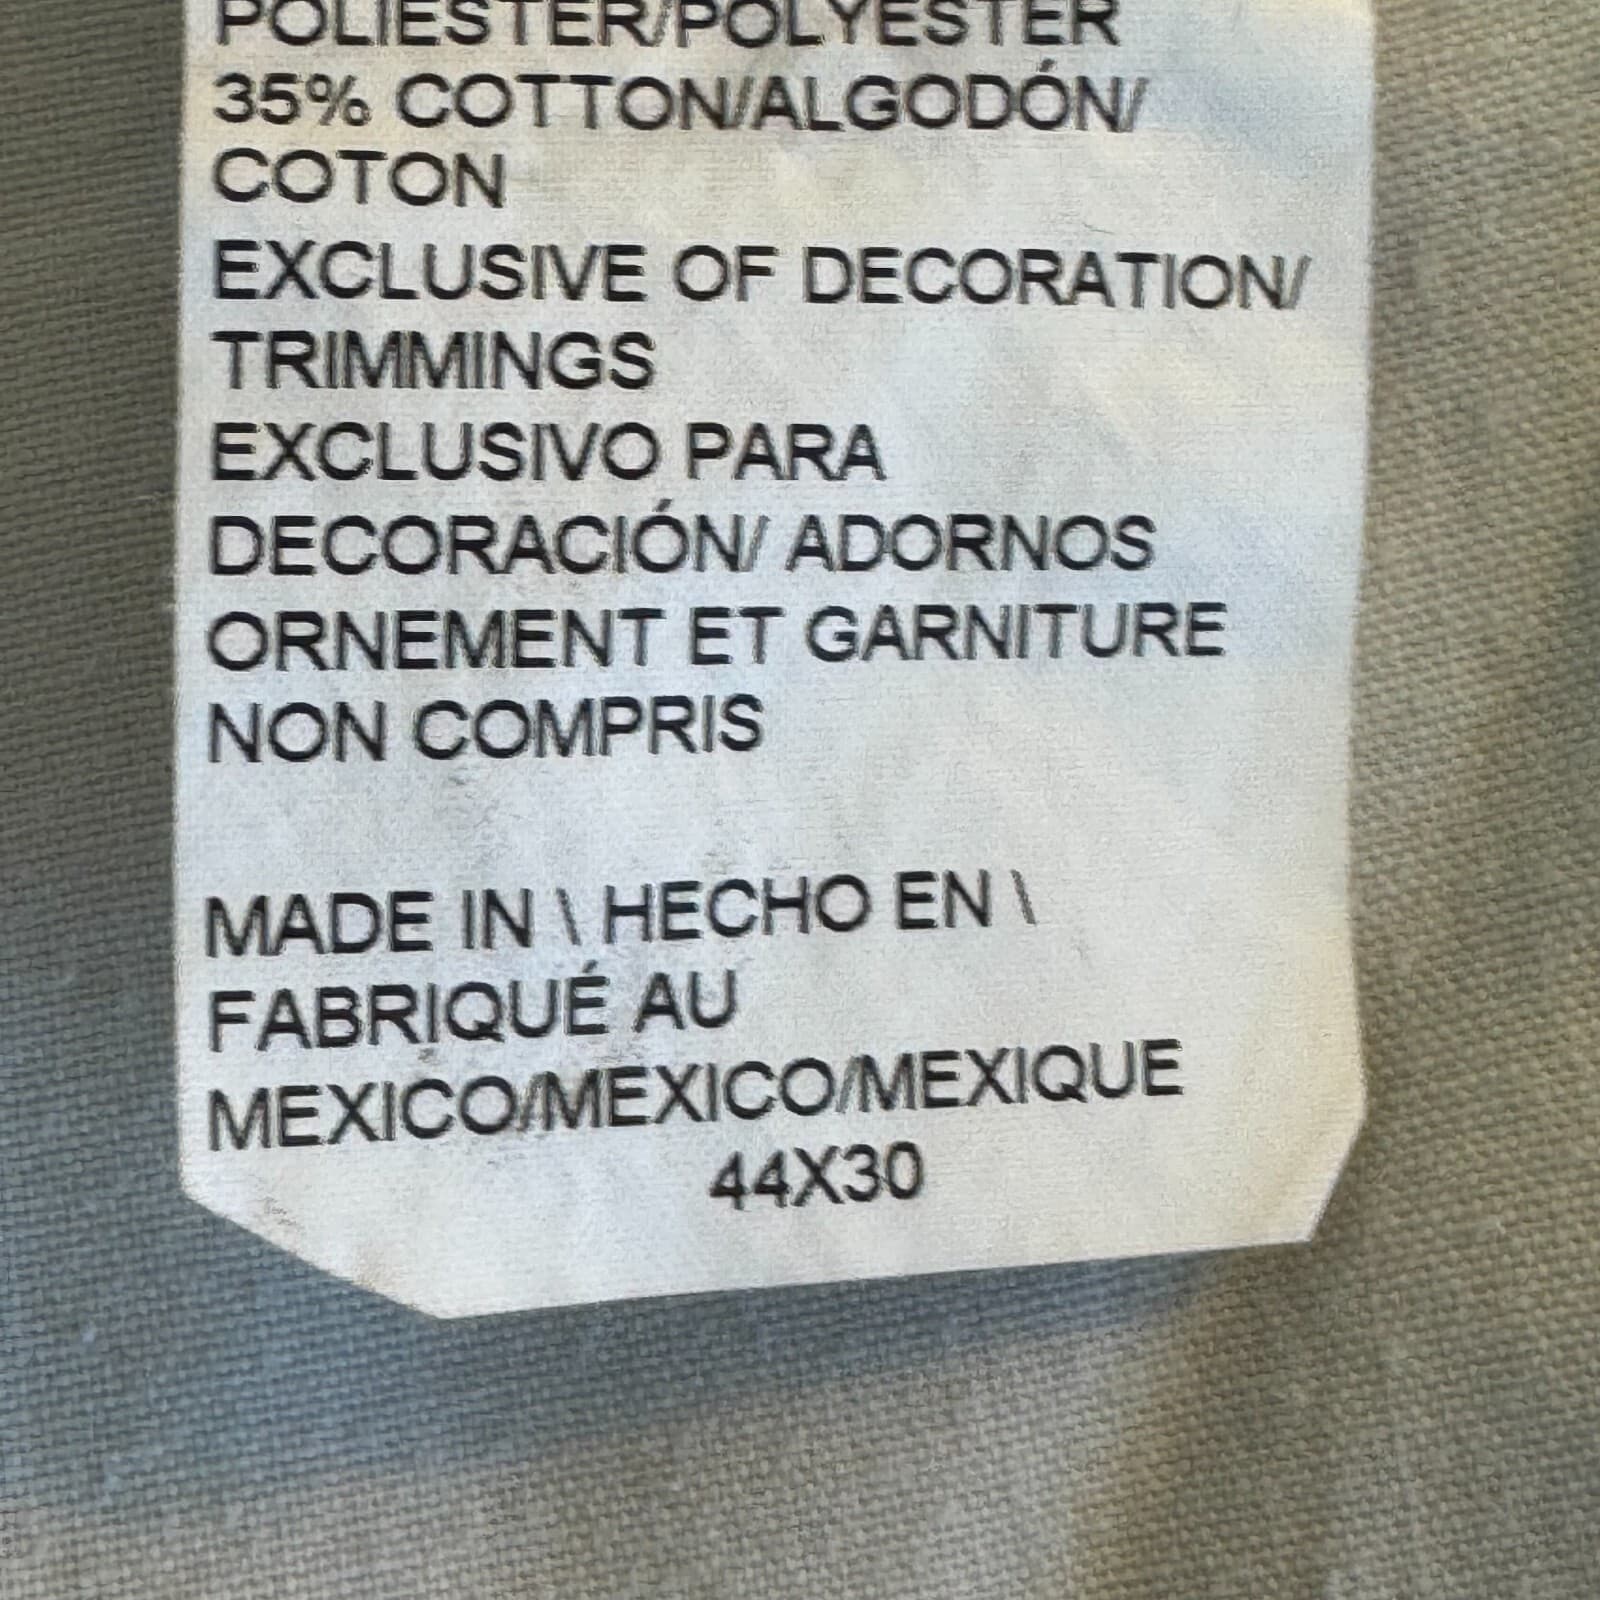 POLIESTER/POLYESTER
35% COTTON/ALGODÓN/
COTON
EXCLUSIVE OF DECORATION/
TRIMMINGS
EXCLUSIVO PARA
DECORACIÓN/ ADORNOS
ORNEMENT ET GARNITURE
NON COMPRIS
MADE IN \ HECHO EN \
FABRIQUÉ AU
MEXICO/MEXICO/MEXIQUE
44X30